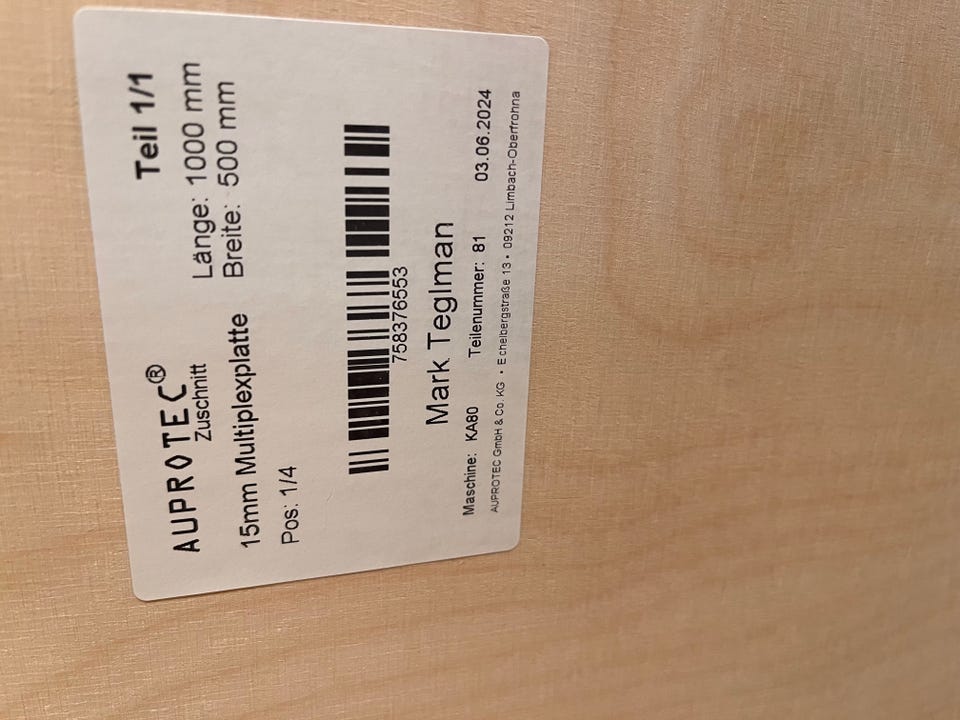 AUPROTEC®
Zuschnitt
Teil 1/1
15mm Multiplexplatte
Länge: 1000 mm
Breite: 500 mm
Pos: 1/4
758376553
Mark Teglman
Maschine: KA80 Teilenummer: 81 03.06.2024
AUPROTEC GmbH & Co. KG • Eichelbergstraße 13 • 09212 Limbach-Oberfrohna